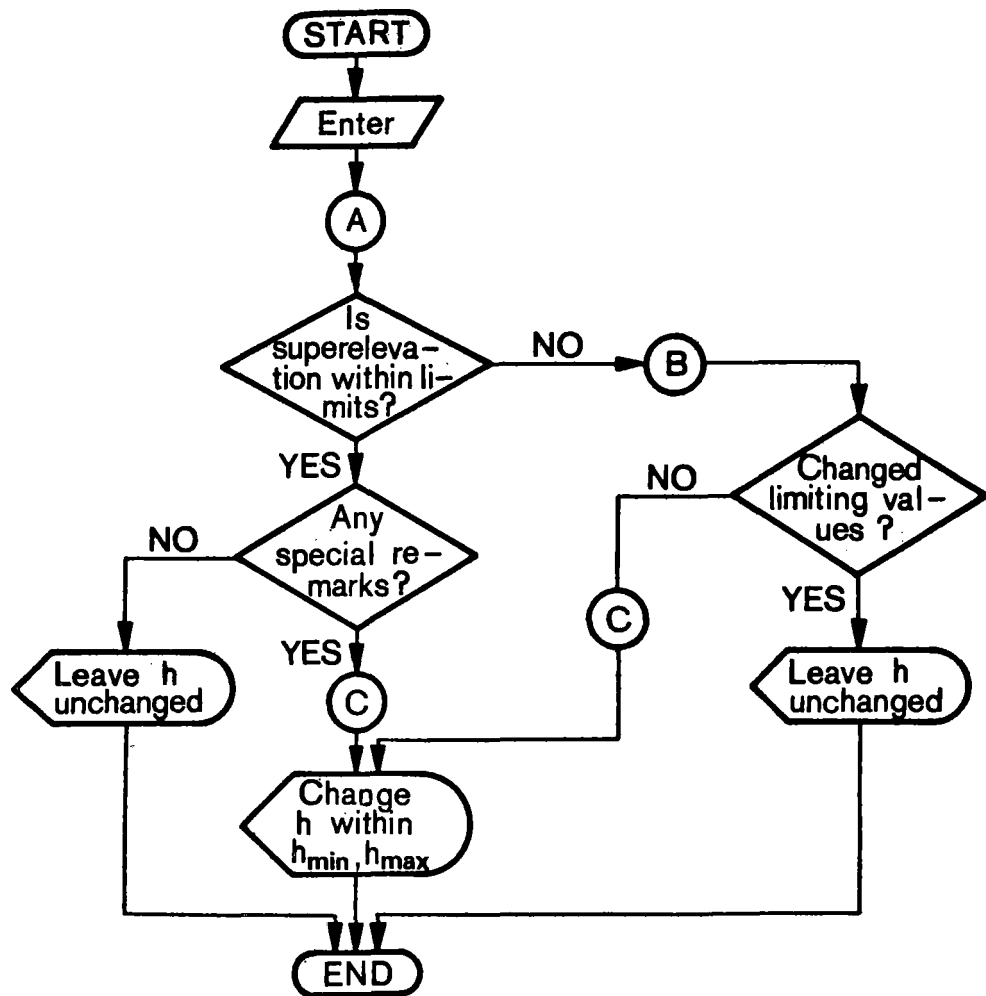 START
Enter
A
Is
supereleva-
tion within li-
mits?
NO
B
YES
Changed
limiting val-
ues ?
NO
YES
Any
special re-
marks?
NO
YES
C
C
Leave h
unchanged
Leave h
unchanged
Change
h within
hmin, hmax
END